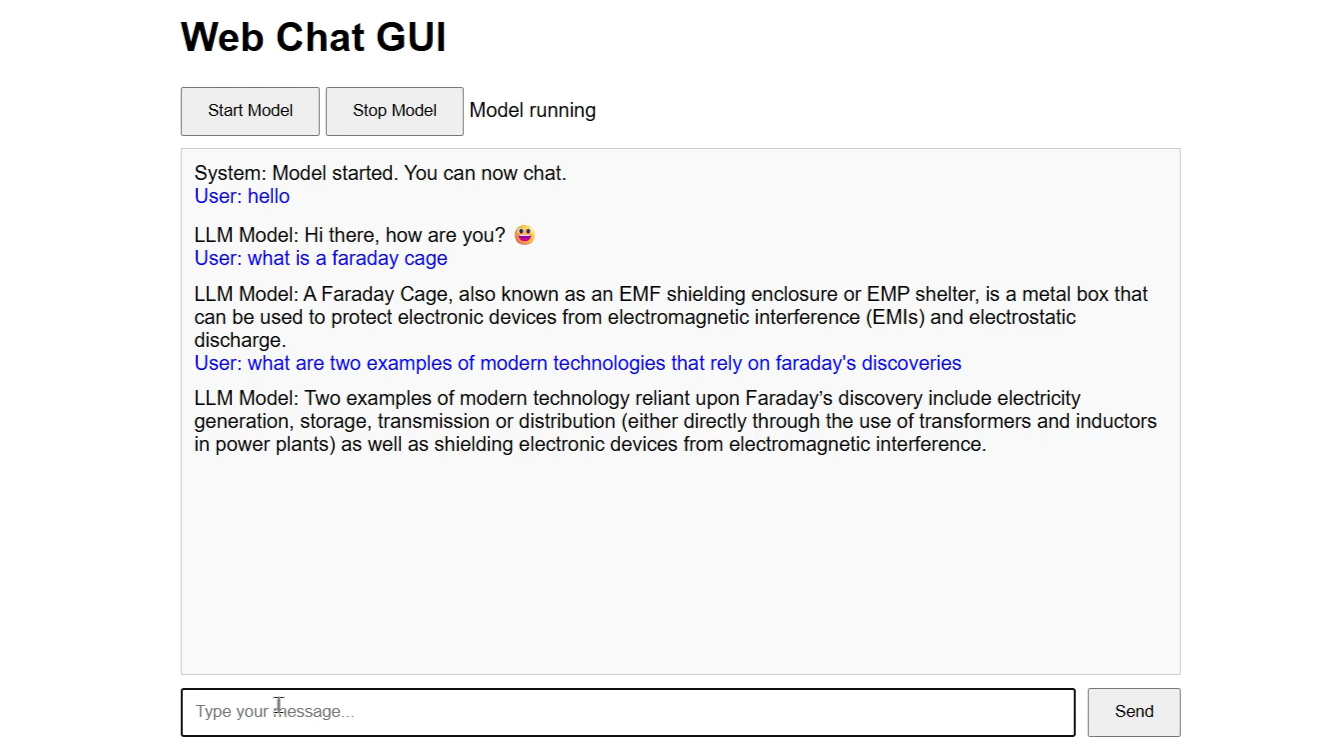 Web Chat GUI
Start Model Stop Model Model running
System: Model started. You can now chat.
User: hello
LLM Model: Hi there, how are you? 😃
User: what is a faraday cage
LLM Model: A Faraday Cage, also known as an EMF shielding enclosure or EMP shelter, is a metal box that
can be used to protect electronic devices from electromagnetic interference (EMIs) and electrostatic
discharge.
User: what are two examples of modern technologies that rely on faraday's discoveries
LLM Model: Two examples of modern technology reliant upon Faraday’s discovery include electricity
generation, storage, transmission or distribution (either directly through the use of transformers and inductors
in power plants) as well as shielding electronic devices from electromagnetic interference.
Type your message... Send